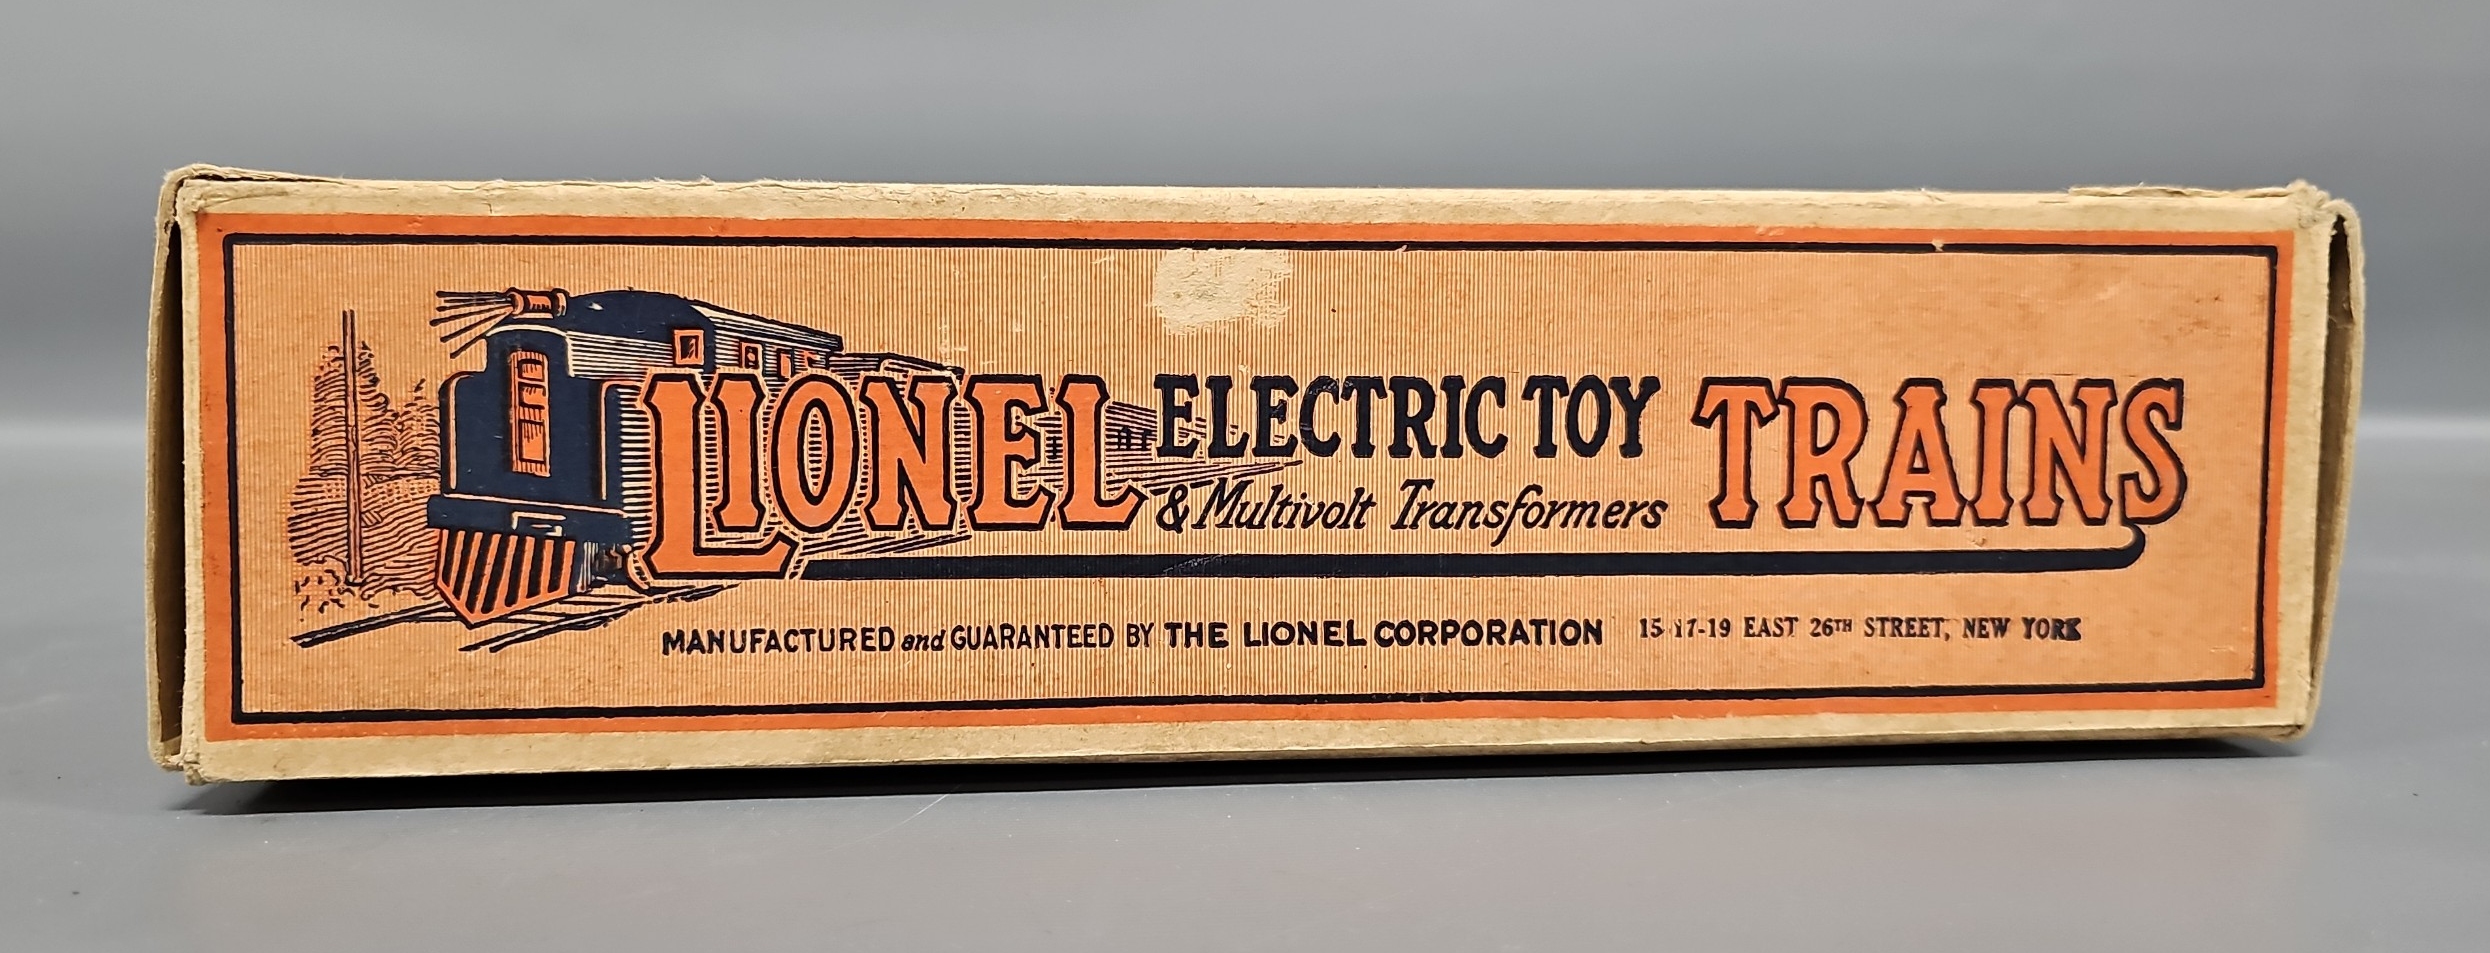 LIONEL ELECTRIC TOY TRAINS
& Multivolt Transformers
MANUFACTURED and GUARANTEED BY THE LIONEL CORPORATION 15-17-19 EAST 26TH STREET, NEW YORK